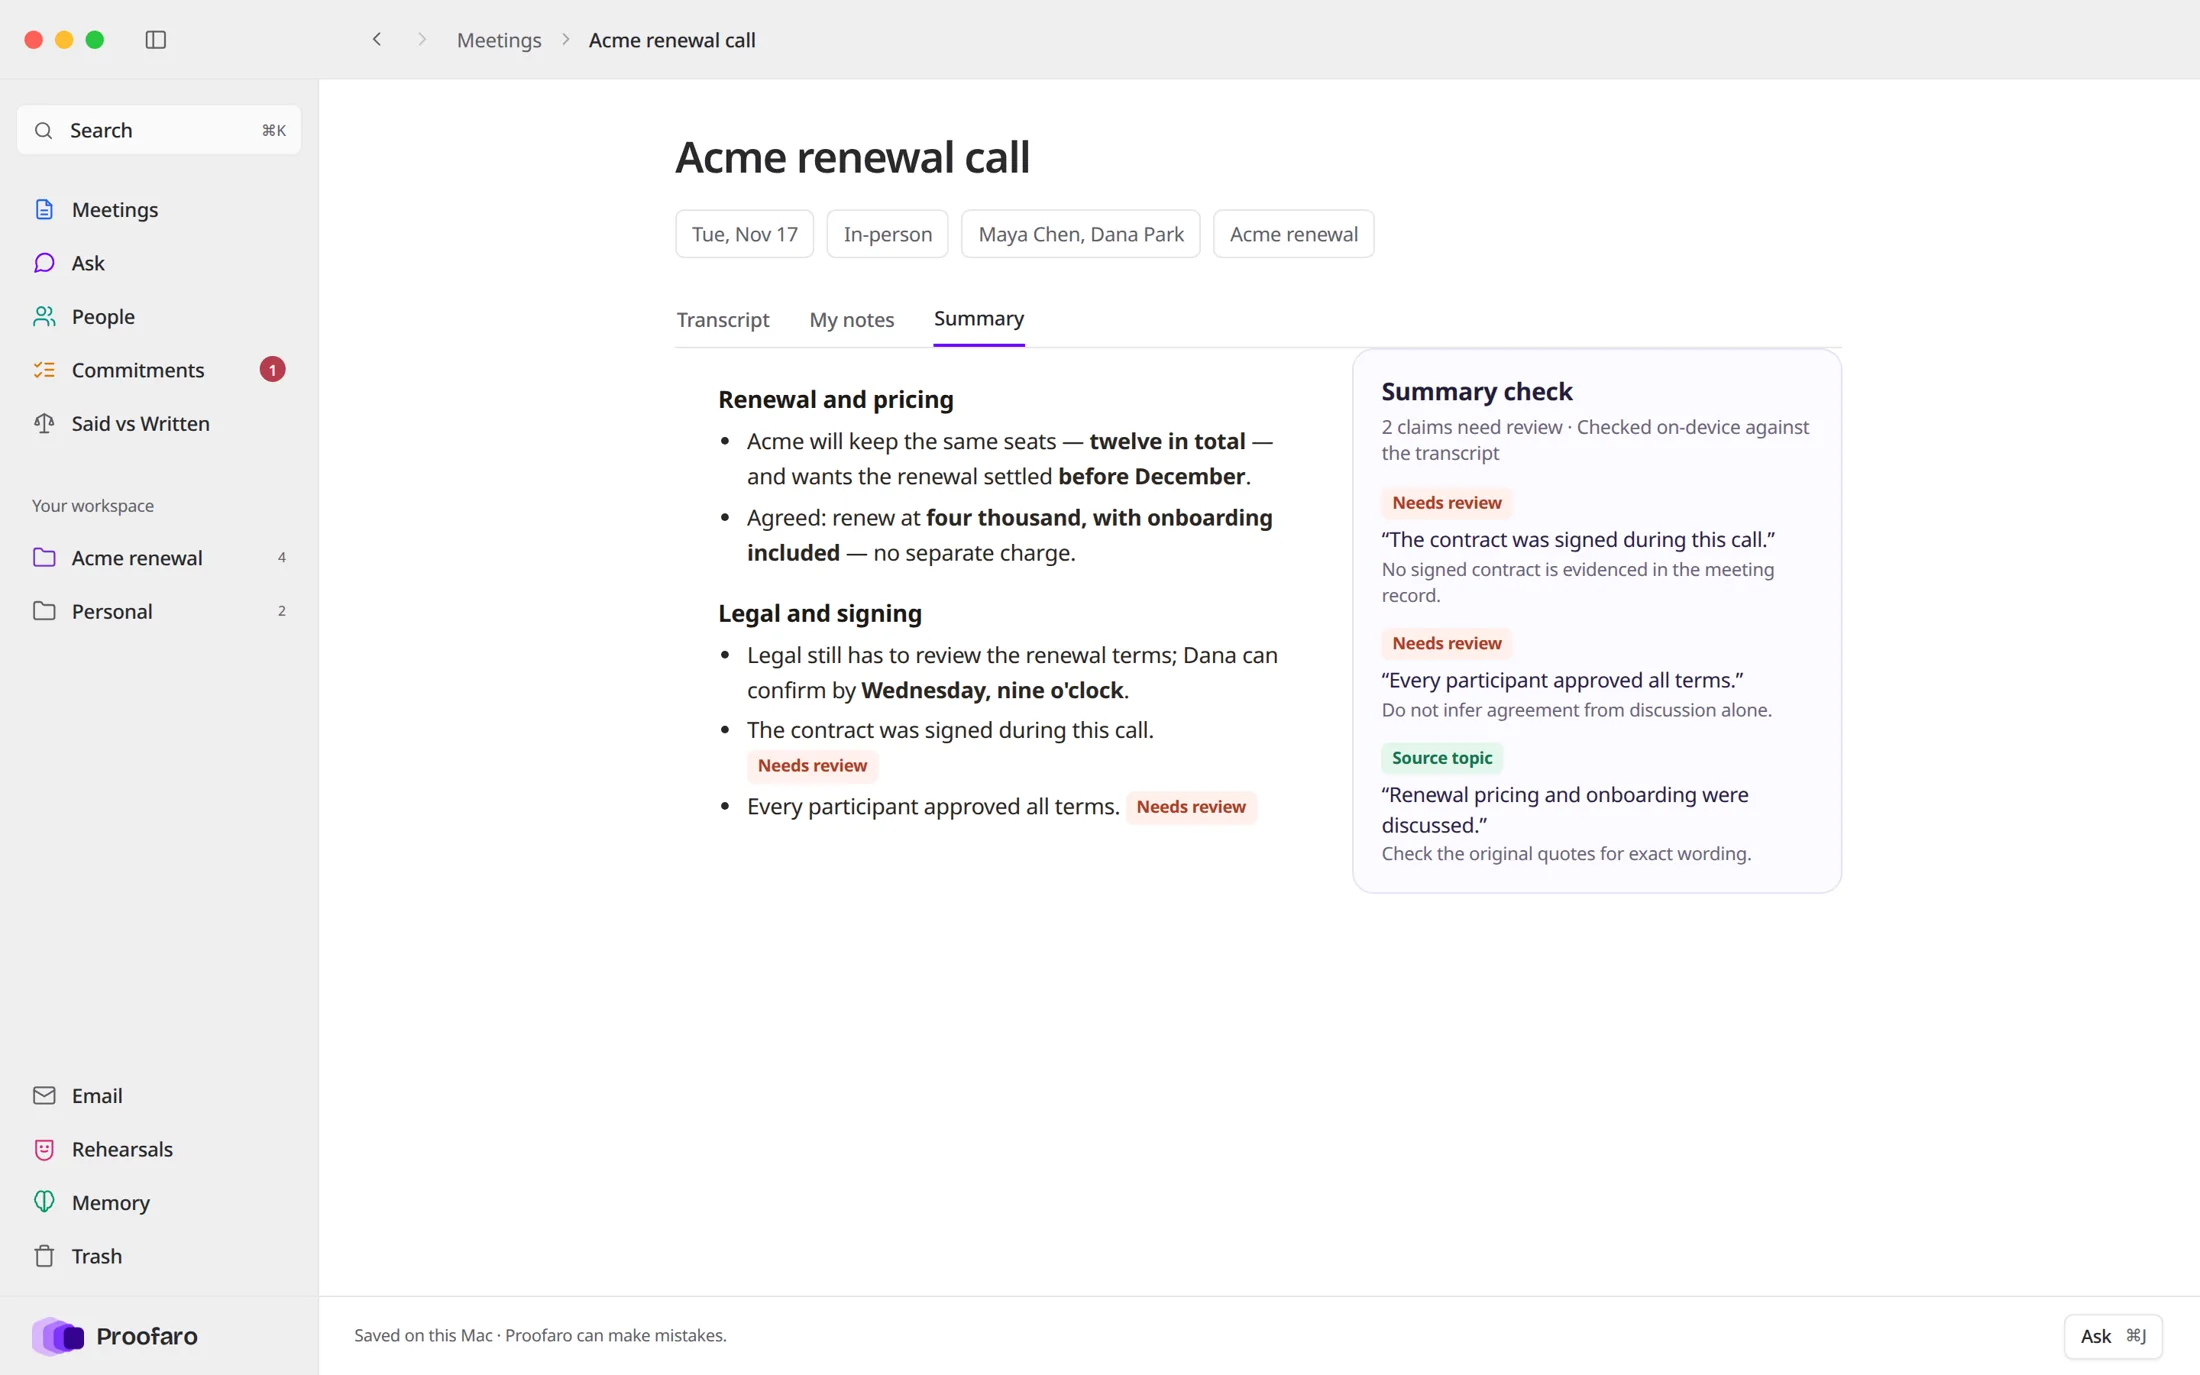 Meetings
Acme renewal call
Search ⌘K
Meetings
Ask
People
Commitments 1
Said vs Written
Your workspace
Acme renewal 4
Personal 2
Email
Rehearsals
Memory
Trash
Proofaro
Acme renewal call
Tue, Nov 17
In-person
Maya Chen, Dana Park
Acme renewal
Transcript
My notes
Summary
Renewal and pricing
• Acme will keep the same seats — twelve in total —
and wants the renewal settled before December.
• Agreed: renew at four thousand, with onboarding
included — no separate charge.
Legal and signing
• Legal still has to review the renewal terms; Dana can
confirm by Wednesday, nine o'clock.
• The contract was signed during this call.
Needs review
• Every participant approved all terms. Needs review
Summary check
2 claims need review · Checked on-device against
the transcript
Needs review
“The contract was signed during this call.”
No signed contract is evidenced in the meeting
record.
Needs review
“Every participant approved all terms.”
Do not infer agreement from discussion alone.
Source topic
“Renewal pricing and onboarding were
discussed.”
Check the original quotes for exact wording.
Saved on this Mac · Proofaro can make mistakes.
Ask ⌘J